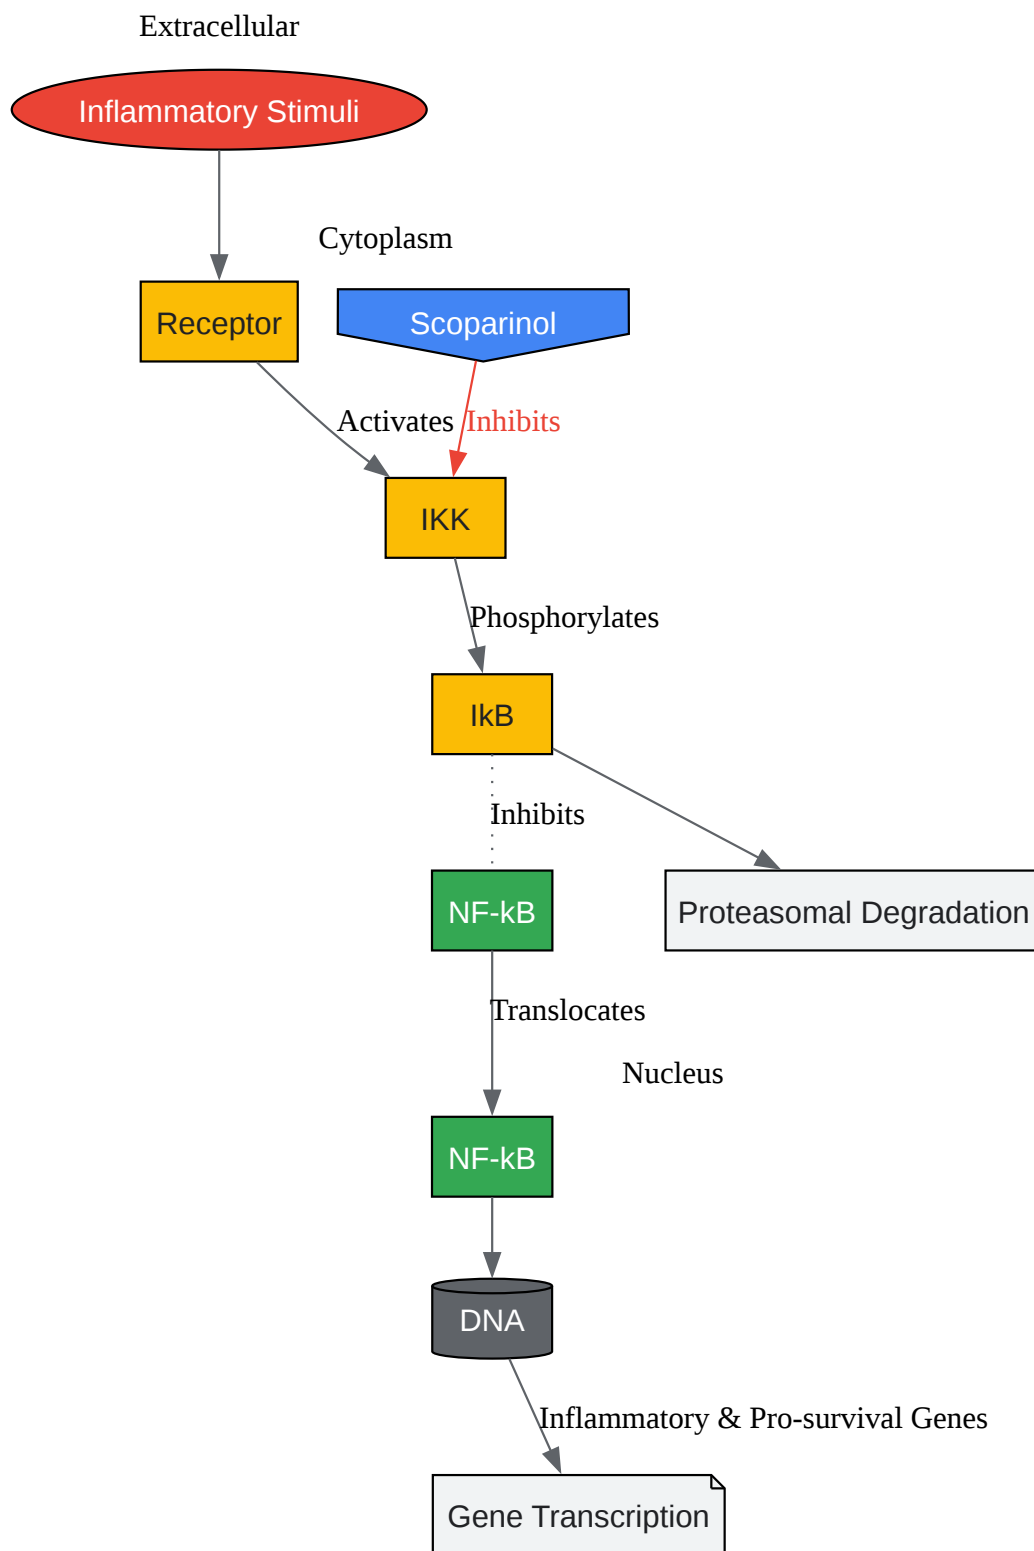 Extracellular
Inflammatory Stimuli
Cytoplasm
Receptor
Scoparinol
Activates
Inhibits
IKK
Phosphorylates
IkB
Inhibits
NF-kB
Proteasomal Degradation
Translocates
Nucleus
NF-kB
DNA
Inflammatory & Pro-survival Genes
Gene Transcription